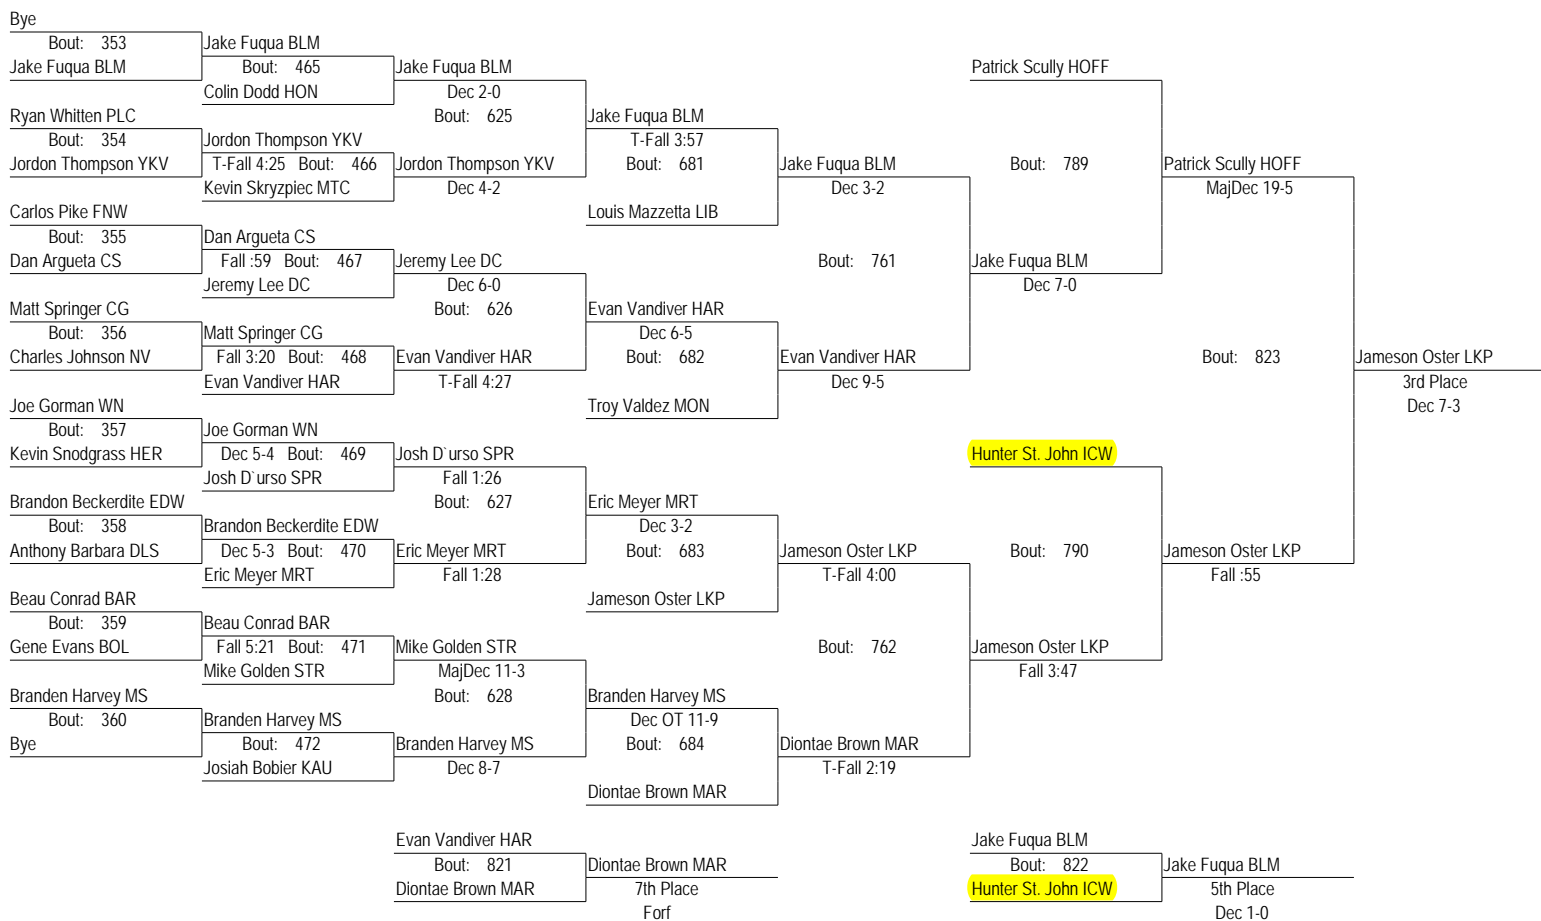 Bye
Bout: 353
Jake Fuqua BLM
Jake Fuqua BLM
Bout: 465
Jake Fuqua BLM
Patrick Scully HOFF
Colin Dodd HON
Dec 2-0
Ryan Whitten PLC
Bout: 625
Jake Fuqua BLM
Bout: 354
Jordon Thompson YKV
T-Fall 3:57
Jordon Thompson YKV
T-Fall 4:25 Bout: 466
Jordon Thompson YKV
Bout: 681
Jake Fuqua BLM
Bout: 789
Patrick Scully HOFF
Kevin Skryzpiec MTC
Dec 4-2
Dec 3-2
MajDec 19-5
Carlos Pike FNW
Louis Mazzetta LIB
Bout: 355
Dan Argueta CS
Dan Argueta CS
Fall :59 Bout: 467
Jeremy Lee DC
Bout: 761
Jake Fuqua BLM
Jeremy Lee DC
Dec 6-0
Dec 7-0
Matt Springer CG
Bout: 626
Evan Vandiver HAR
Bout: 356
Matt Springer CG
Dec 6-5
Charles Johnson NV
Fall 3:20 Bout: 468
Evan Vandiver HAR
Bout: 682
Evan Vandiver HAR
Bout: 823
Jameson Oster LKP
Evan Vandiver HAR
T-Fall 4:27
Dec 9-5
3rd Place
Joe Gorman WN
Troy Valdez MON
Dec 7-3
Bout: 357
Joe Gorman WN
Kevin Snodgrass HER
Dec 5-4 Bout: 469
Josh D`urso SPR
Hunter St. John ICW
Josh D`urso SPR
Fall 1:26
Brandon Beckerdite EDW
Bout: 627
Eric Meyer MRT
Bout: 358
Brandon Beckerdite EDW
Dec 3-2
Anthony Barbara DLS
Dec 5-3 Bout: 470
Eric Meyer MRT
Bout: 683
Jameson Oster LKP
Bout: 790
Jameson Oster LKP
Eric Meyer MRT
Fall 1:28
T-Fall 4:00
Fall :55
Beau Conrad BAR
Jameson Oster LKP
Bout: 359
Beau Conrad BAR
Gene Evans BOL
Fall 5:21 Bout: 471
Mike Golden STR
Bout: 762
Jameson Oster LKP
Mike Golden STR
MajDec 11-3
Fall 3:47
Branden Harvey MS
Bout: 628
Branden Harvey MS
Bout: 360
Branden Harvey MS
Dec OT 11-9
Bye
Bout: 472
Branden Harvey MS
Bout: 684
Diontae Brown MAR
Josiah Bobier KAU
Dec 8-7
T-Fall 2:19
Diontae Brown MAR
Evan Vandiver HAR
Jake Fuqua BLM
Bout: 821
Diontae Brown MAR
Bout: 822
Jake Fuqua BLM
Diontae Brown MAR
7th Place
Hunter St. John ICW
5th Place
Forf
Dec 1-0